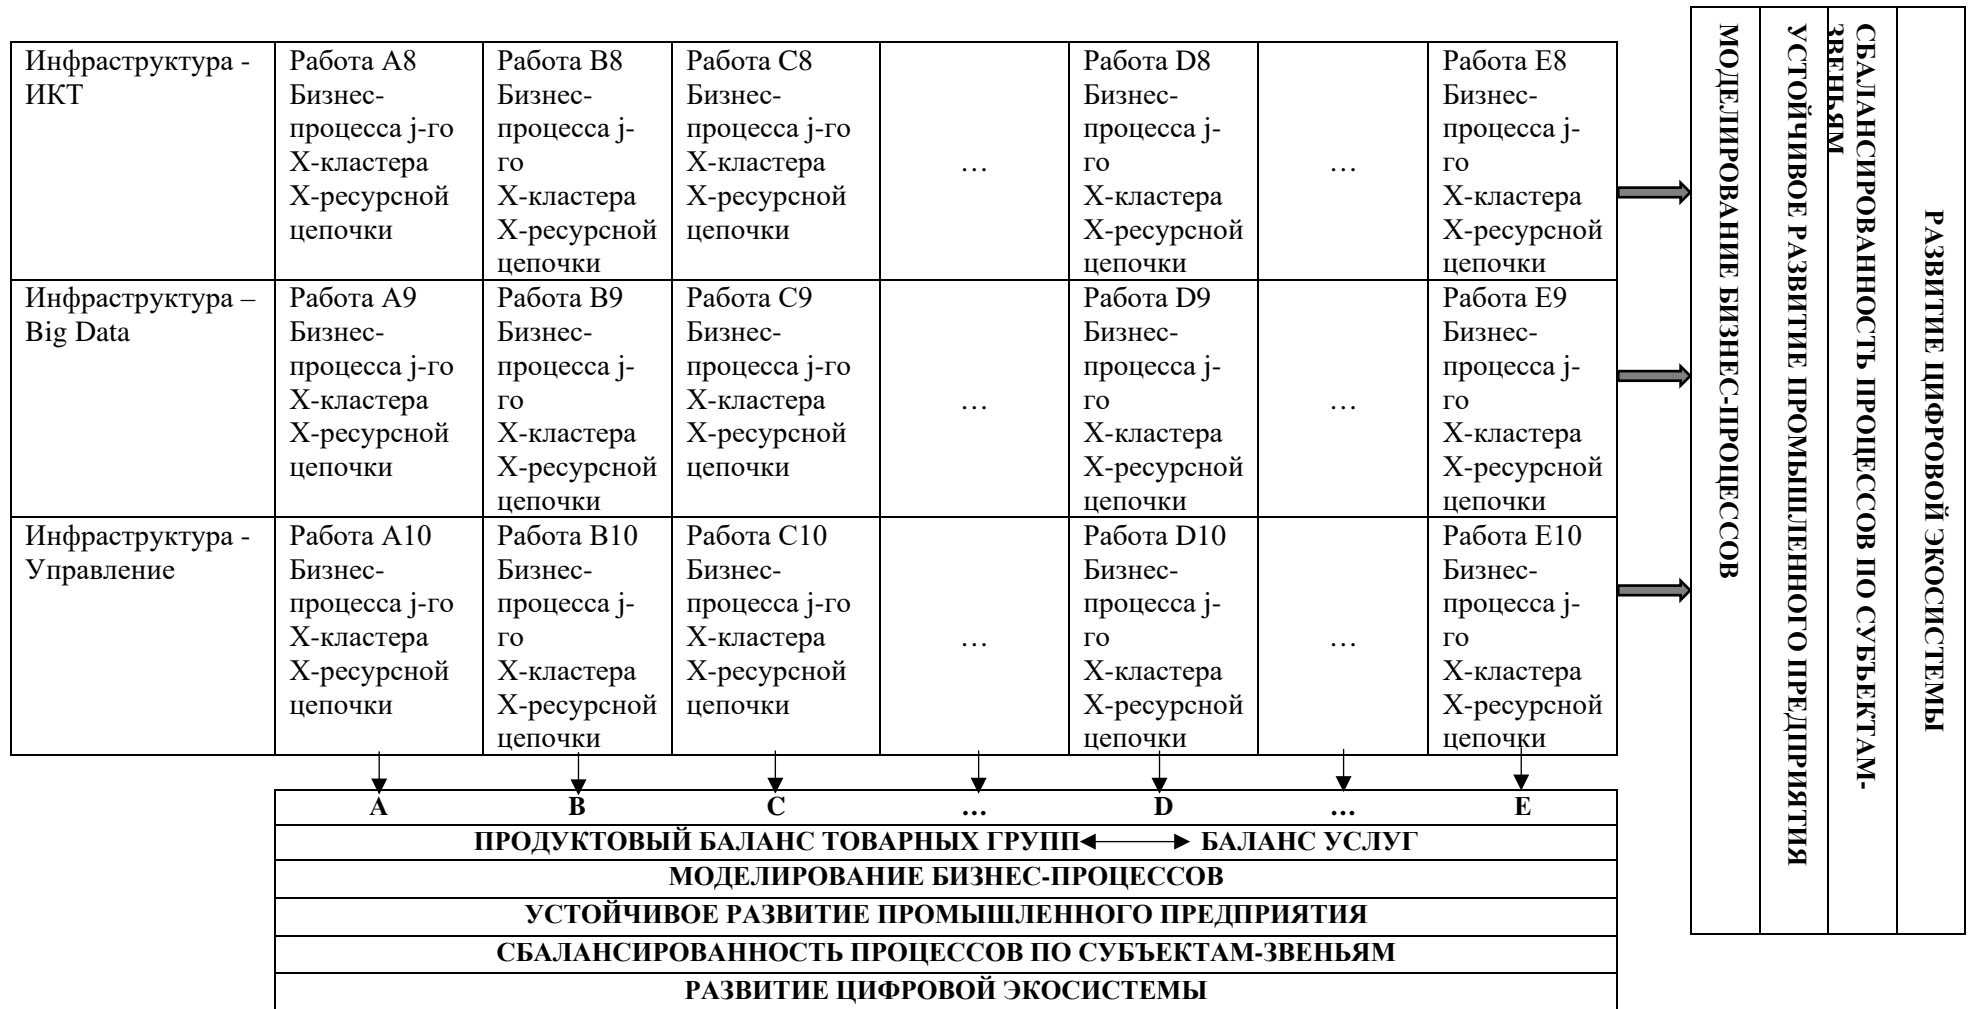 Инфраструктура -
ИКТ
Работа A8
Бизнес-
процесса j-го
X-кластера
X-ресурсной
цепочки
Работа B8
Бизнес-
процесса j-
го
X-кластера
X-ресурсной
цепочки
Работа C8
Бизнес-
процесса j-го
X-кластера
X-ресурсной
цепочки
…
Работа D8
Бизнес-
процесса j-
го
X-кластера
X-ресурсной
цепочки
…
Работа E8
Бизнес-
процесса j-
го
X-кластера
X-ресурсной
цепочки
Инфраструктура –
Big Data
Работа A9
Бизнес-
процесса j-го
X-кластера
X-ресурсной
цепочки
Работа B9
Бизнес-
процесса j-
го
X-кластера
X-ресурсной
цепочки
Работа C9
Бизнес-
процесса j-го
X-кластера
X-ресурсной
цепочки
…
Работа D9
Бизнес-
процесса j-
го
X-кластера
X-ресурсной
цепочки
…
Работа E9
Бизнес-
процесса j-
го
X-кластера
X-ресурсной
цепочки
Инфраструктура -
Управление
Работа A10
Бизнес-
процесса j-го
X-кластера
X-ресурсной
цепочки
Работа B10
Бизнес-
процесса j-
го
X-кластера
X-ресурсной
цепочки
Работа C10
Бизнес-
процесса j-го
X-кластера
X-ресурсной
цепочки
…
Работа D10
Бизнес-
процесса j-
го
X-кластера
X-ресурсной
цепочки
…
Работа E10
Бизнес-
процесса j-
го
X-кластера
X-ресурсной
цепочки
МОДЕЛИРОВАНИЕ БИЗНЕС-ПРОЦЕССОВ
УСТОЙЧИВОЕ РАЗВИТИЕ ПРОМЫШЛЕННОГО ПРЕДПРИЯТИЯ
СБАЛАНСИРОВАННОСТЬ ПРОЦЕССОВ ПО СУБЪЕКТАМ-
ЗВЕНЬЯМ
РАЗВИТИЕ ЦИФРОВОЙ ЭКОСИСТЕМЫ
A B C … D … E
ПРОДУКТОВЫЙ БАЛАНС ТОВАРНЫХ ГРУПП БАЛАНС УСЛУГ
МОДЕЛИРОВАНИЕ БИЗНЕС-ПРОЦЕССОВ
УСТОЙЧИВОЕ РАЗВИТИЕ ПРОМЫШЛЕННОГО ПРЕДПРИЯТИЯ
СБАЛАНСИРОВАННОСТЬ ПРОЦЕССОВ ПО СУБЪЕКТАМ-ЗВЕНЬЯМ
РАЗВИТИЕ ЦИФРОВОЙ ЭКОСИСТЕМЫ